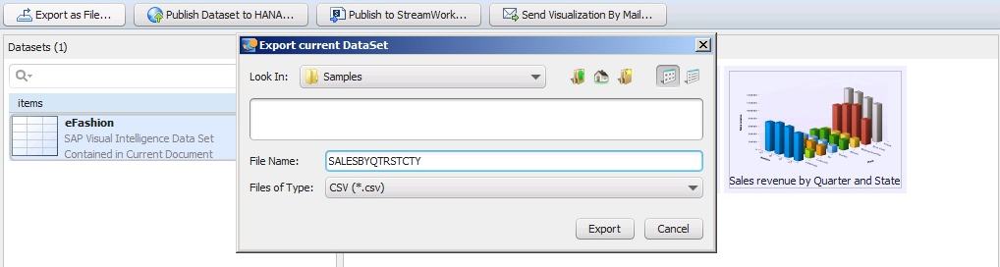 Export as File...
Publish Dataset to HANA...
Publish to StreamWork...
Send Visualization By Mail...
Datasets (1)
Export current DataSet
Look In:
Samples
items
eFashion
SAP Visual Intelligence Data Set
Contained in Current Document
File Name:
SALESBYQTRSTCTY
Files of Type:
CSV (*.csv)
Export
Cancel
Sales revenue by Quarter and State